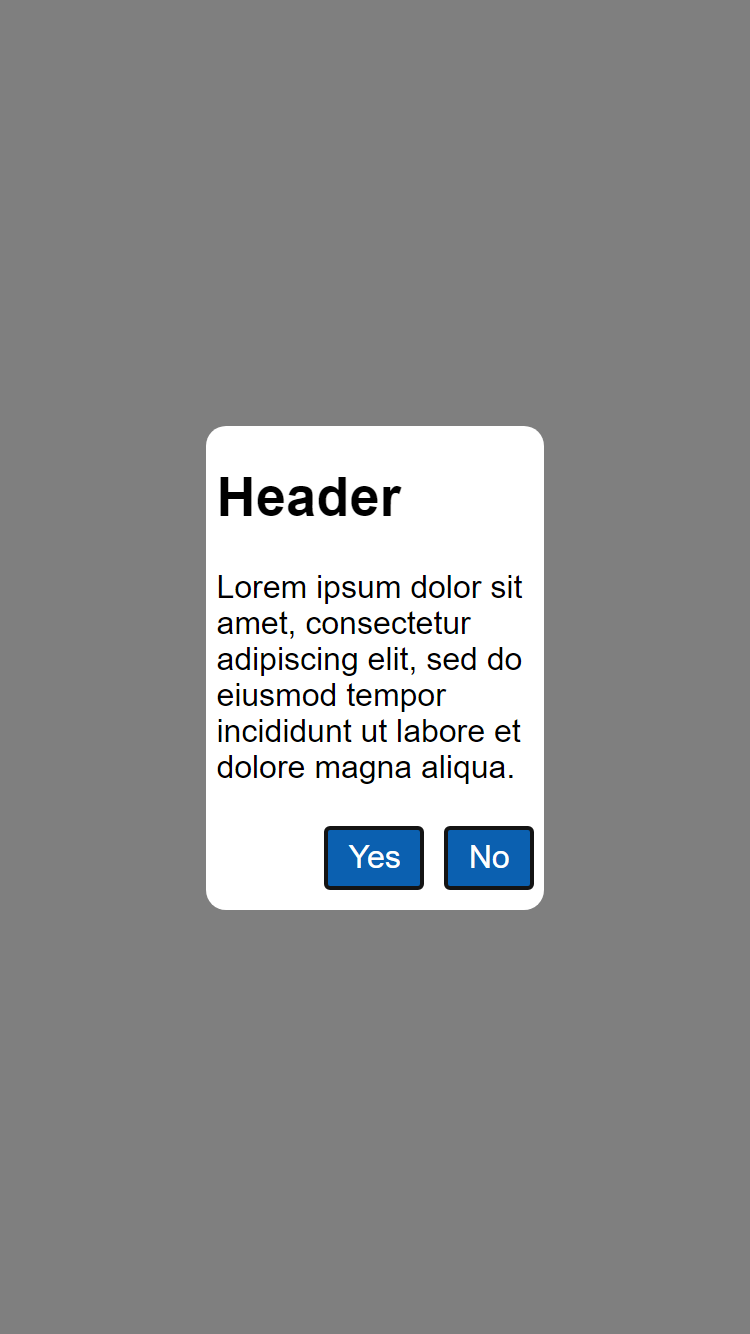 Header
Lorem ipsum dolor sit
amet, consectetur
adipiscing elit, sed do
eiusmod tempor
incididunt ut labore et
dolore magna aliqua.
Yes No